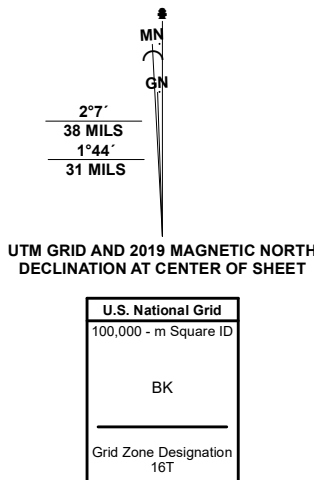 MN
GN
2°7´
38 MILS
1°44´
31 MILS
UTM GRID AND 2019 MAGNETIC NORTH
DECLINATION AT CENTER OF SHEET
U.S. National Grid
100,000 - m Square ID
BK
Grid Zone Designation
16T